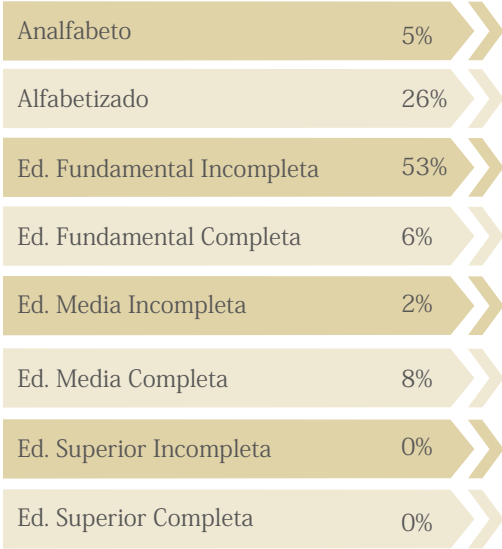 Analfabeto 5%
Alfabetizado 26%
Ed. Fundamental Incompleta 53%
Ed. Fundamental Completa 6%
Ed. Media Incompleta 2%
Ed. Media Completa 8%
Ed. Superior Incompleta 0%
Ed. Superior Completa 0%